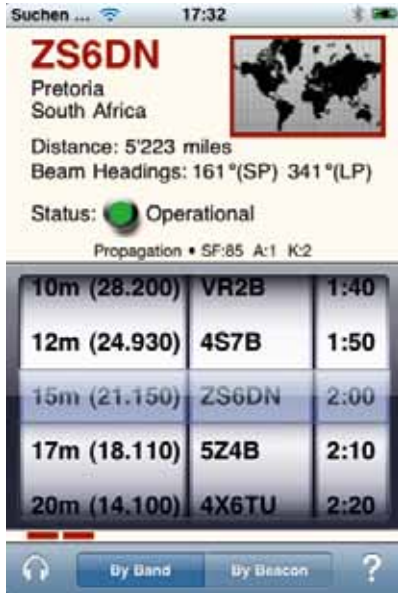 Suchen ... 17:32
ZS6DN
Pretoria
South Africa
Distance: 5'223 miles
Beam Headings: 161°(SP) 341°(LP)
Status: Operational
Propagation • SF:85 A:1 K:2
10m (28.200) VR2B 1:40
12m (24.930) 4S7B 1:50
15m (21.150) ZS6DN 2:00
17m (18.110) 5Z4B 2:10
20m (14.100) 4X6TU 2:20
By Band By Beacon ?